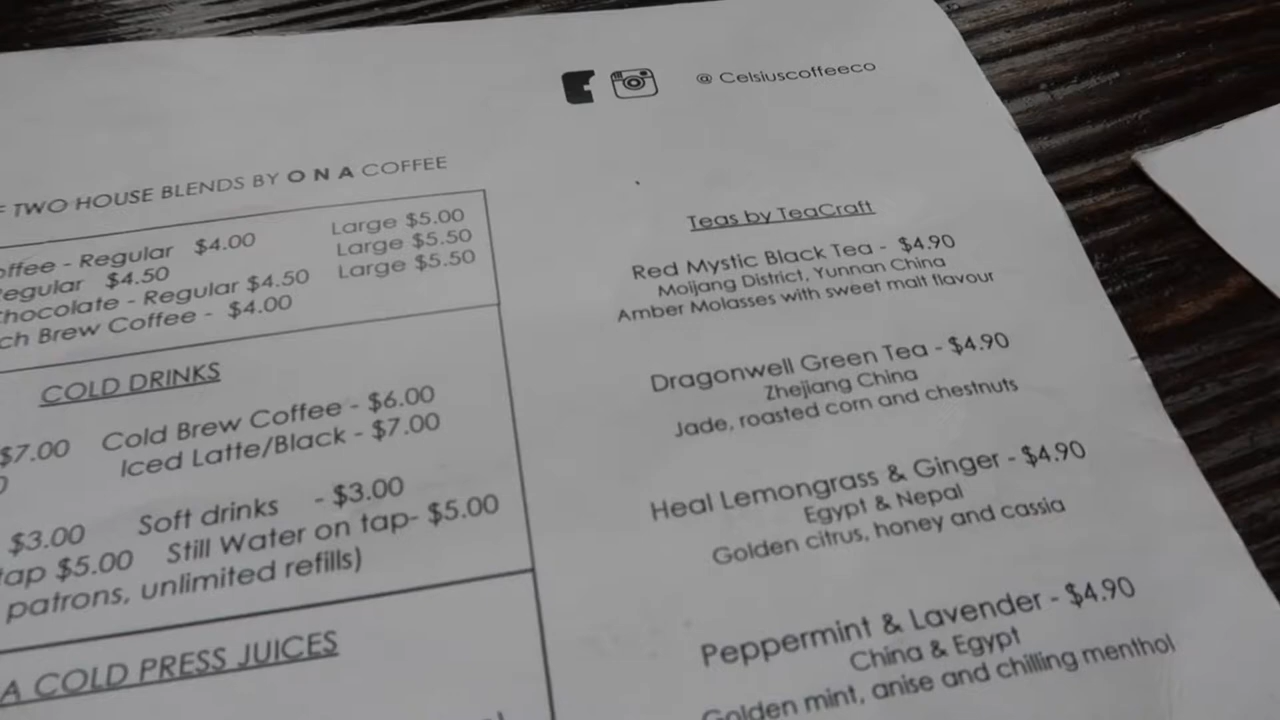 @ Celsiuscoffeeco
TWO HOUSE BLENDS BY O N A COFFEE
- Regular $4.00 Large $5.00
$4.50 Large $5.50
- Regular $4.50 Large $5.50
Brew Coffee - $4.00
COLD DRINKS
$7.00 Cold Brew Coffee - $6.00
Iced Latte/Black - $7.00
$3.00 Soft drinks - $3.00
$5.00 Still Water on tap- $5.00
patrons, unlimited refills)
COLD PRESS JUICES
Teas by TeaCraft
Red Mystic Black Tea - $4.90
Moijang District, Yunnan China
Amber Molasses with sweet malt flavour
Dragonwell Green Tea - $4.90
Zhejiang China
Jade, roasted corn and chestnuts
Heal Lemongrass & Ginger - $4.90
Egypt & Nepal
Golden citrus, honey and cassia
Peppermint & Lavender - $4.90
China & Egypt
Golden mint, anise and chilling menthol